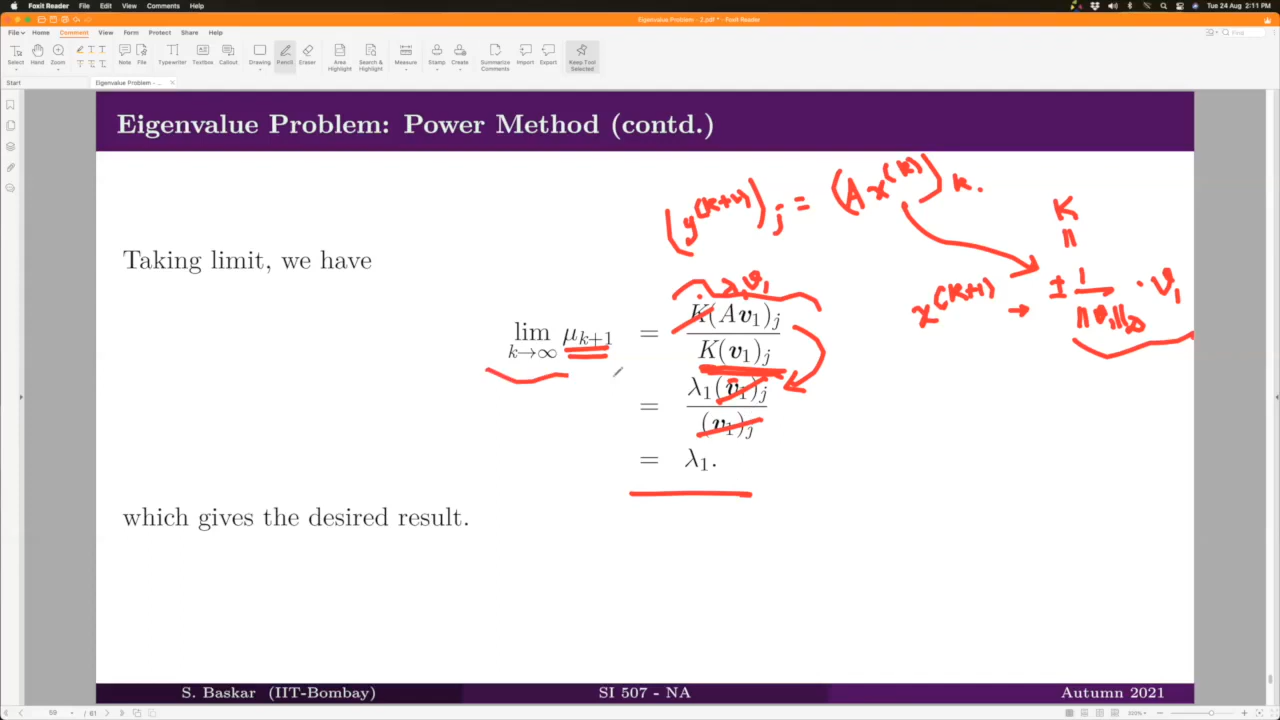 Foxit Reader File Edit View Comments Help Tue 24 Aug 2:11 PM
Eigenvalue Problem - 2.pdf * - Foxit Reader
File Home Comment View Form Protect Share Help Find
Select Hand Zoom Note File Typewriter Textbox Callout Drawing Pencil Eraser Area Highlight Search & Highlight Measure Stamp Create Summarize Comments Import Export Keep Tool Selected
Start Eigenvalue Problem - ...
Eigenvalue Problem: Power Method (contd.)
(y^(k+1))_j = (A x^(k))_k.
K
||
Taking limit, we have
x^(k+1) → ± 1/||v_1||_∞ · v_1
λ_1 v_1
lim_{k→∞} μ_{k+1} = K(Av_1)_j / K(v_1)_j
= λ_1(v_1)_j / (v_1)_j
= λ_1.
which gives the desired result.
S. Baskar (IIT-Bombay) SI 507 - NA Autumn 2021
59 / 61